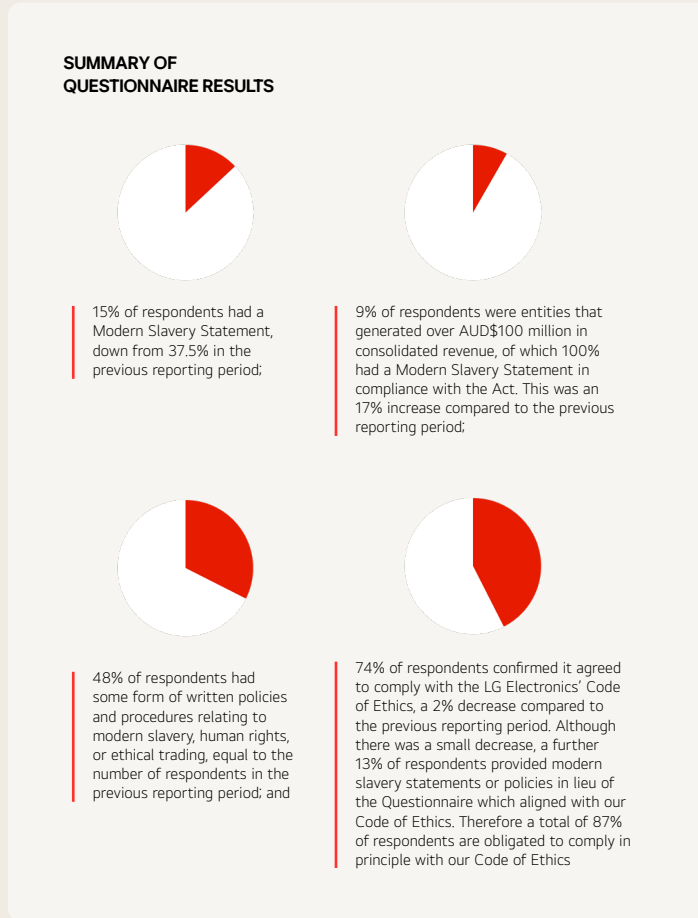 SUMMARY OF
QUESTIONNAIRE RESULTS
15% of respondents had a
Modern Slavery Statement,
down from 37.5% in the
previous reporting period;
9% of respondents were entities that
generated over AUD$100 million in
consolidated revenue, of which 100%
had a Modern Slavery Statement in
compliance with the Act. This was an
17% increase compared to the previous
reporting period;
48% of respondents had
some form of written policies
and procedures relating to
modern slavery, human rights,
or ethical trading, equal to the
number of respondents in the
previous reporting period; and
74% of respondents confirmed it agreed
to comply with the LG Electronics’ Code
of Ethics, a 2% decrease compared to
the previous reporting period. Although
there was a small decrease, a further
13% of respondents provided modern
slavery statements or policies in lieu of
the Questionnaire which aligned with our
Code of Ethics. Therefore a total of 87%
of respondents are obligated to comply in
principle with our Code of Ethics